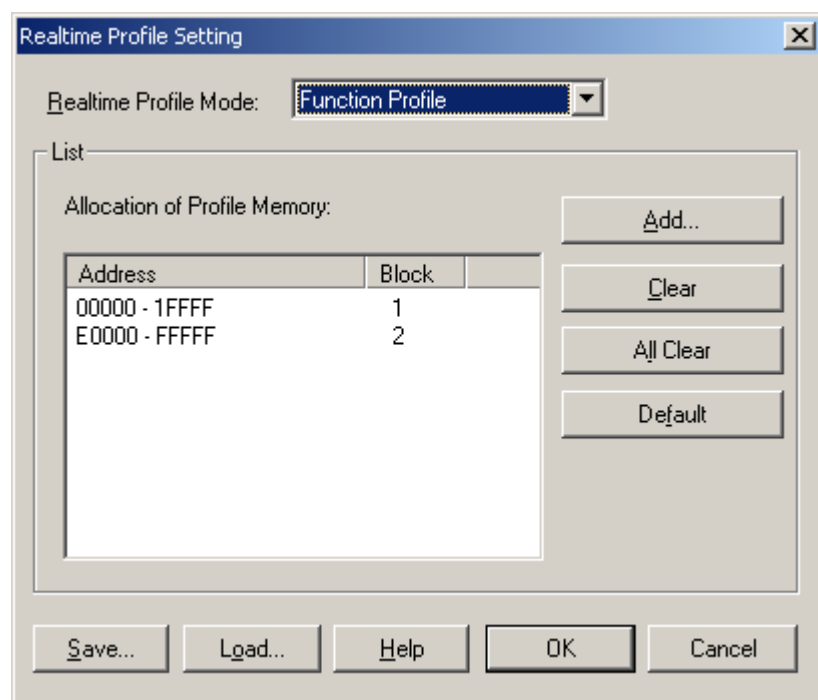 Realtime Profile Setting
Realtime Profile Mode: Function Profile
List
Allocation of Profile Memory:
Add...
Address Block
00000 - 1FFFF 1
E0000 - FFFFF 2
Clear
All Clear
Default
Save... Load... Help OK Cancel